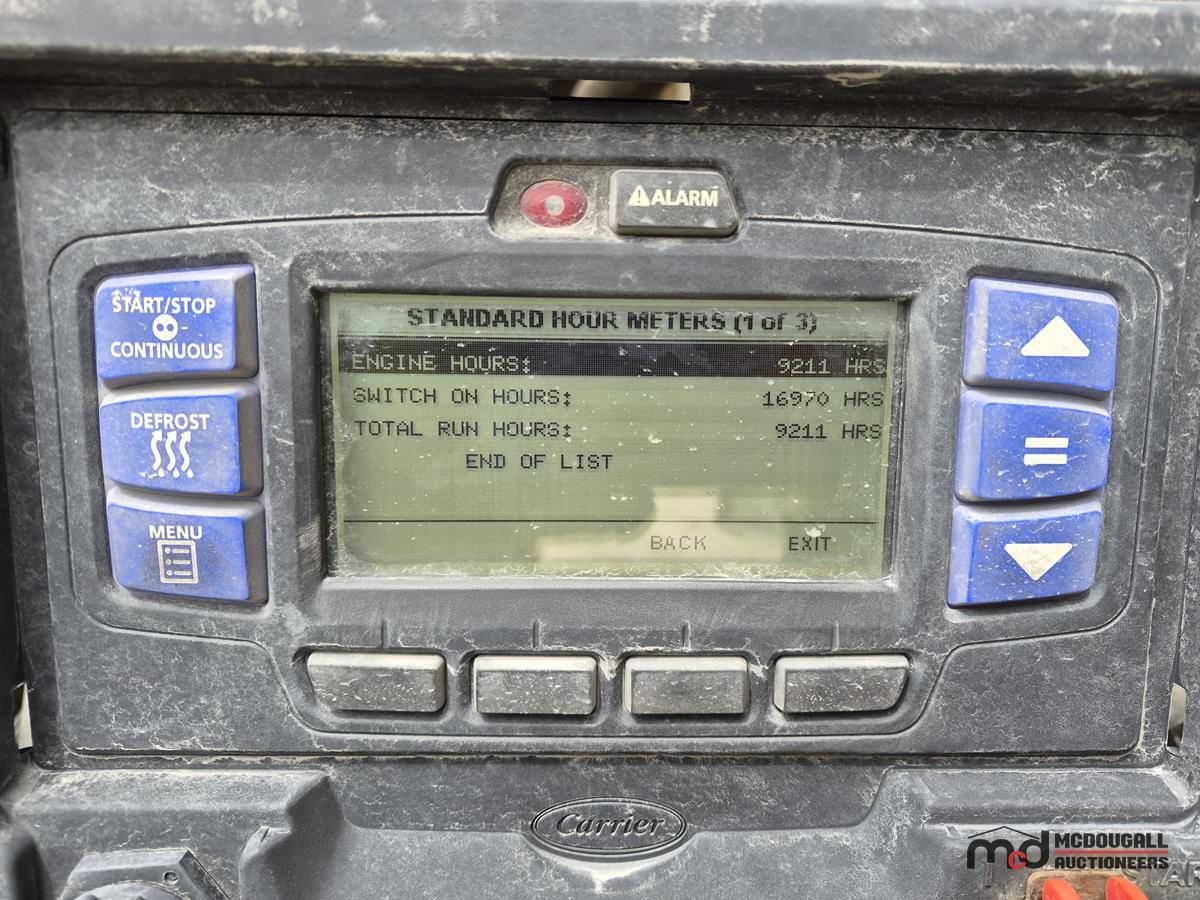 ⚠ALARM
START/STOP
CONTINUOUS
DEFROST
MENU
STANDARD HOUR METERS (1 of 3)
ENGINE HOURS: 9211 HRS
SWITCH ON HOURS: 16970 HRS
TOTAL RUN HOURS: 9211 HRS
END OF LIST
BACK EXIT
=
Carrier
mcd MCDOUGALL
AUCTIONEERS